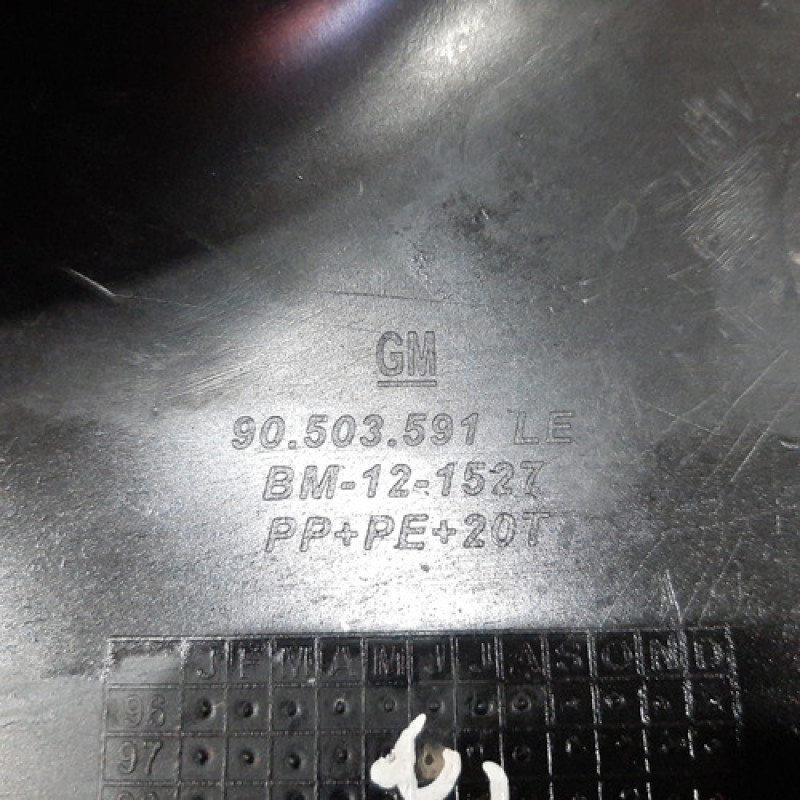 GM
90.503.591 LE
BM-12-1527
PP+PE+20T
J F M A M J J A S O N D
96
97